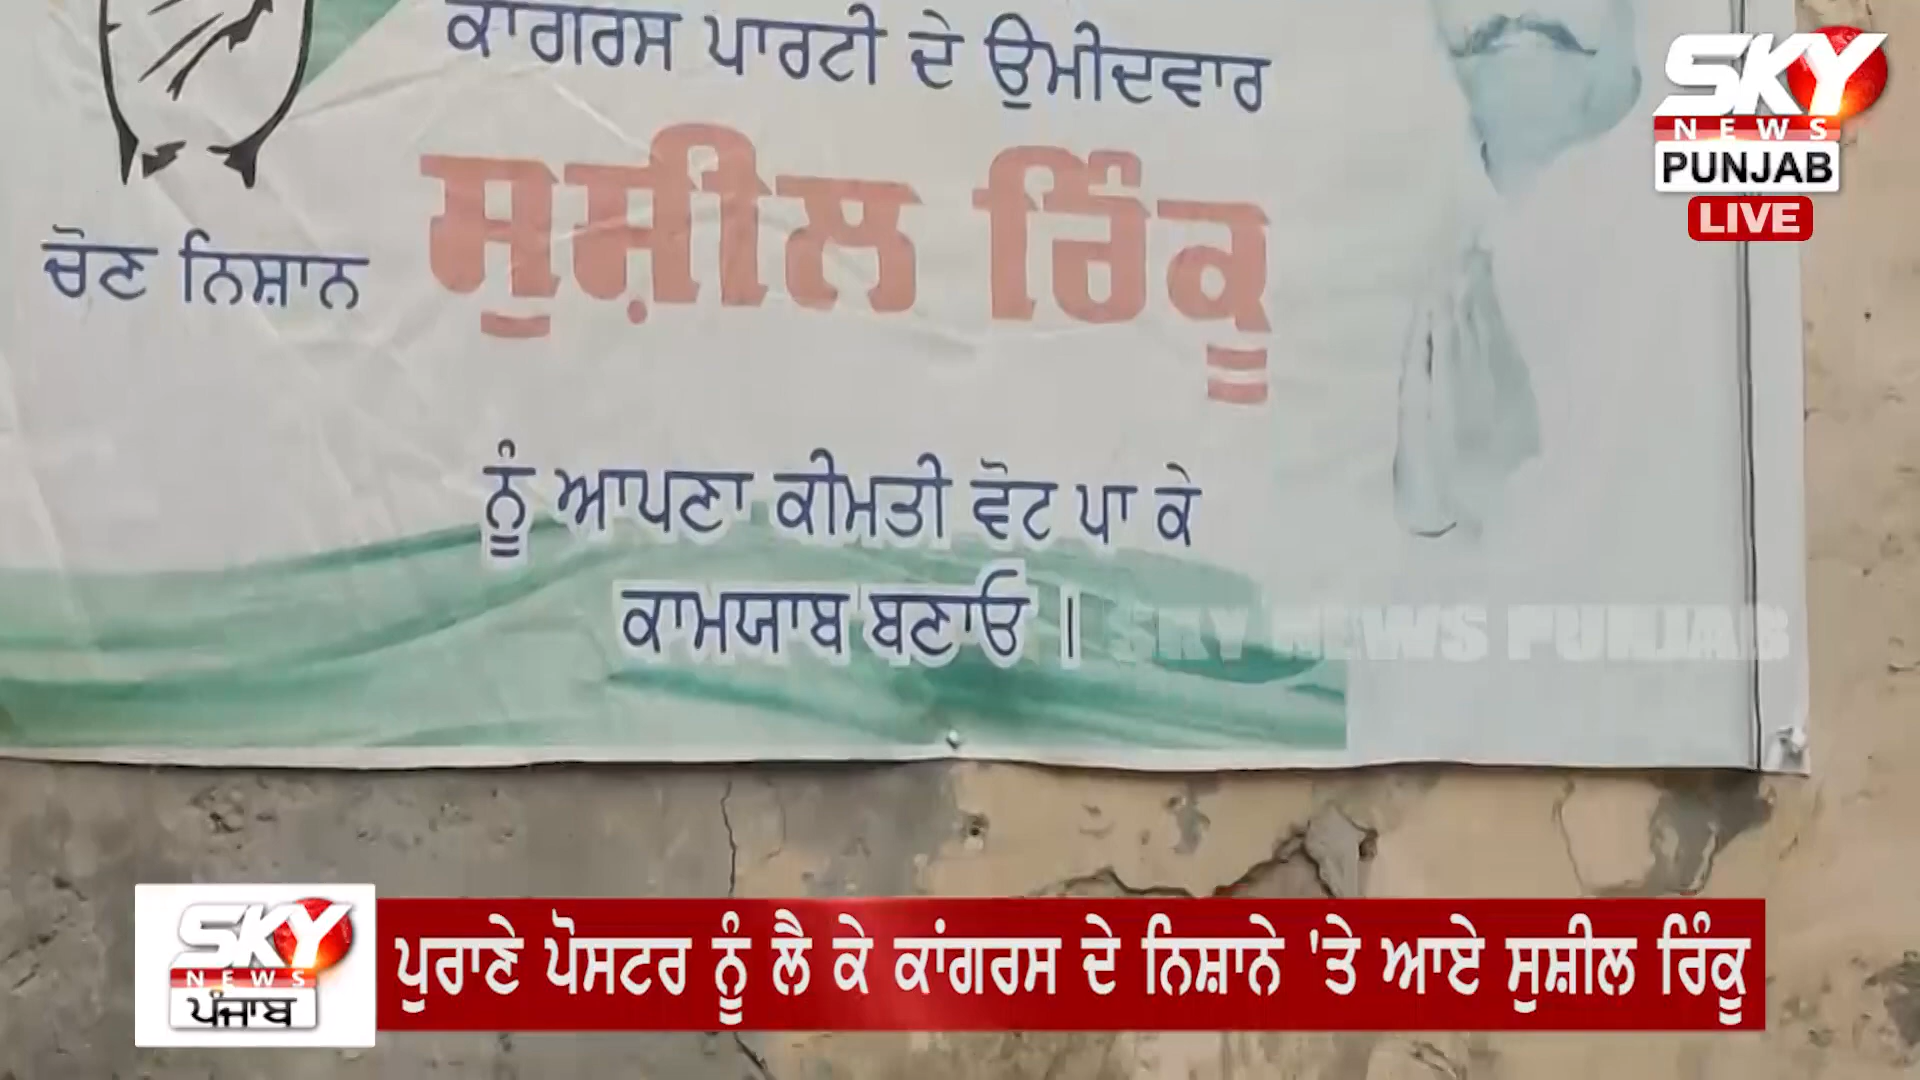 ਕਾਂਗਰਸ ਪਾਰਟੀ ਦੇ ਉਮੀਦਵਾਰ
ਸੁਸ਼ੀਲ ਰਿੰਕੂ
ਚੋਣ ਨਿਸ਼ਾਨ
ਨੂੰ ਆਪਣਾ ਕੀਮਤੀ ਵੋਟ ਪਾ ਕੇ
ਕਾਮਯਾਬ ਬਣਾਓ ।
SKY NEWS PUNJAB
SKY
NEWS
PUNJAB
LIVE
SKY
NEWS
ਪੰਜਾਬ
ਪੁਰਾਣੇ ਪੋਸਟਰ ਨੂੰ ਲੈ ਕੇ ਕਾਂਗਰਸ ਦੇ ਨਿਸ਼ਾਨੇ 'ਤੇ ਆਏ ਸੁਸ਼ੀਲ ਰਿੰਕੂ